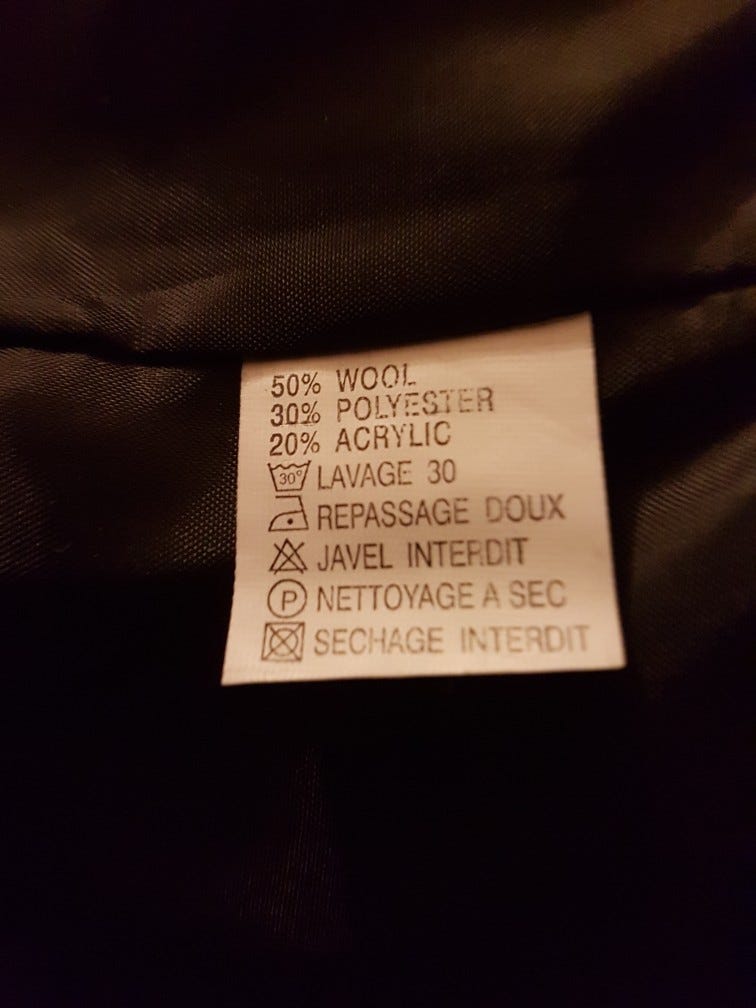 50% WOOL
30% POLYESTER
20% ACRYLIC
30° LAVAGE 30
REPASSAGE DOUX
JAVEL INTERDIT
P NETTOYAGE A SEC
SECHAGE INTERDIT